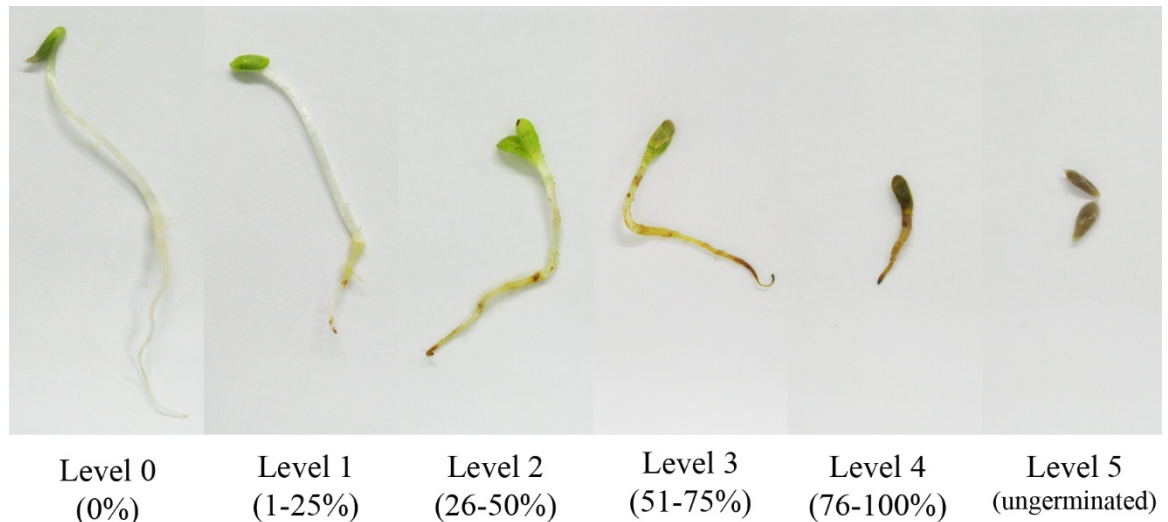 Level 0
(0%)
Level 1
(1-25%)
Level 2
(26-50%)
Level 3
(51-75%)
Level 4
(76-100%)
Level 5
(ungerminated)